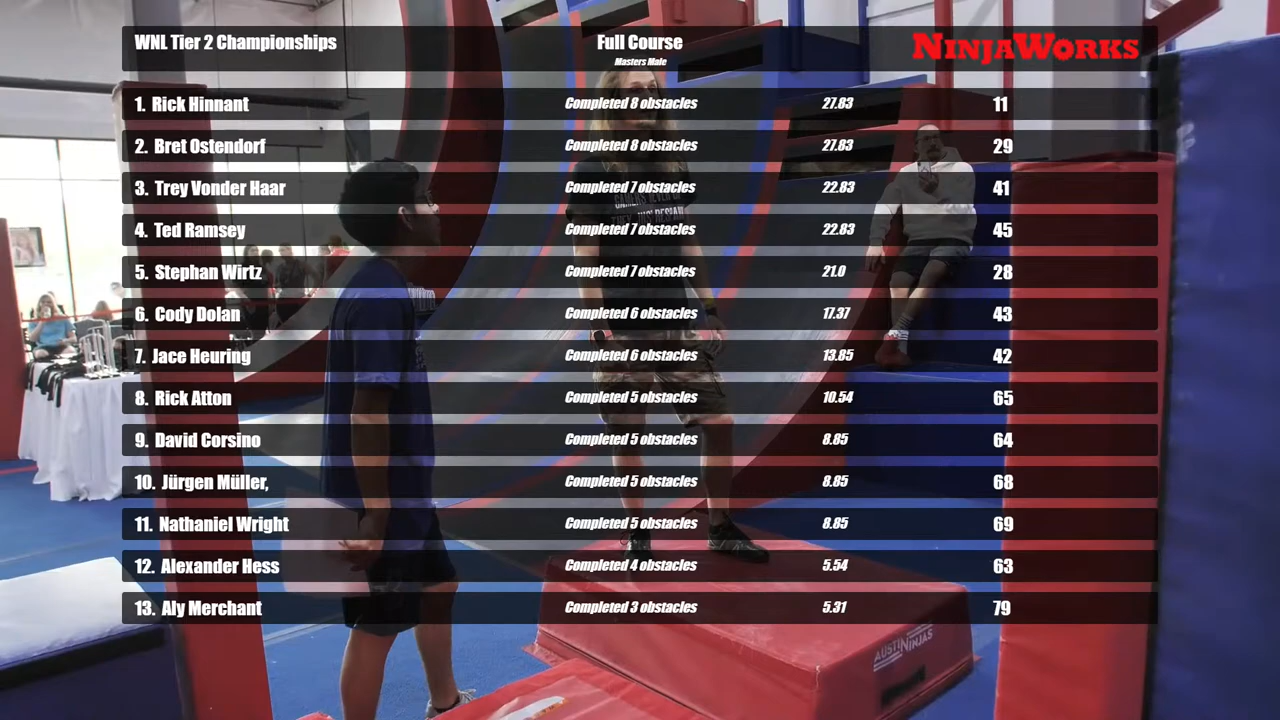 WNL Tier 2 Championships Full Course NinjaWorks
Masters Male
1. Rick Hinnant Completed 8 obstacles 27.83 11
2. Bret Ostendorf Completed 8 obstacles 27.83 29
3. Trey Vonder Haar Completed 7 obstacles 22.83 41
4. Ted Ramsey Completed 7 obstacles 22.83 45
5. Stephan Wirtz Completed 7 obstacles 21.0 28
6. Cody Dolan Completed 6 obstacles 17.37 43
7. Jace Heuring Completed 6 obstacles 13.85 42
8. Rick Atton Completed 5 obstacles 10.54 65
9. David Corsino Completed 5 obstacles 8.85 64
10. Jürgen Müller, Completed 5 obstacles 8.85 68
11. Nathaniel Wright Completed 5 obstacles 8.85 69
12. Alexander Hess Completed 4 obstacles 5.54 63
13. Aly Merchant Completed 3 obstacles 5.31 79
AUSTIN NINJAS